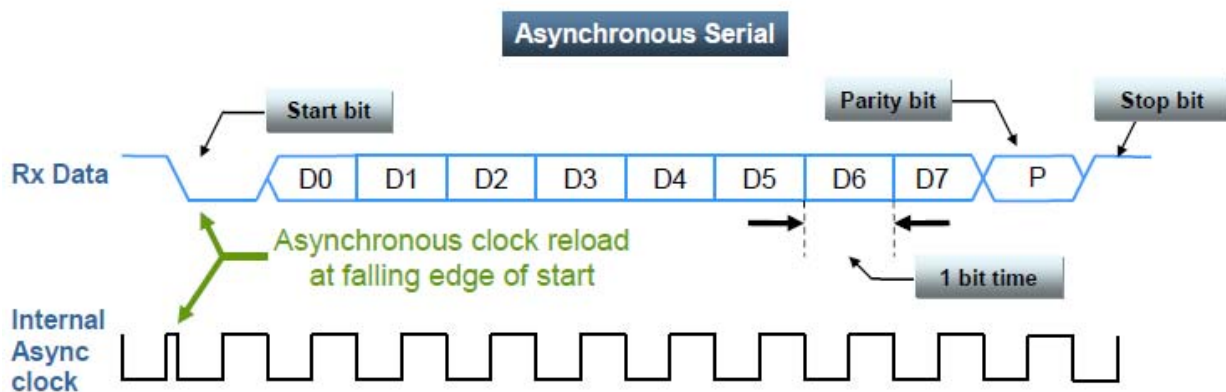 Asynchronous Serial
Start bit
Parity bit
Stop bit
Rx Data
D0 D1 D2 D3 D4 D5 D6 D7 P
Asynchronous clock reload
at falling edge of start
1 bit time
Internal
Async
clock